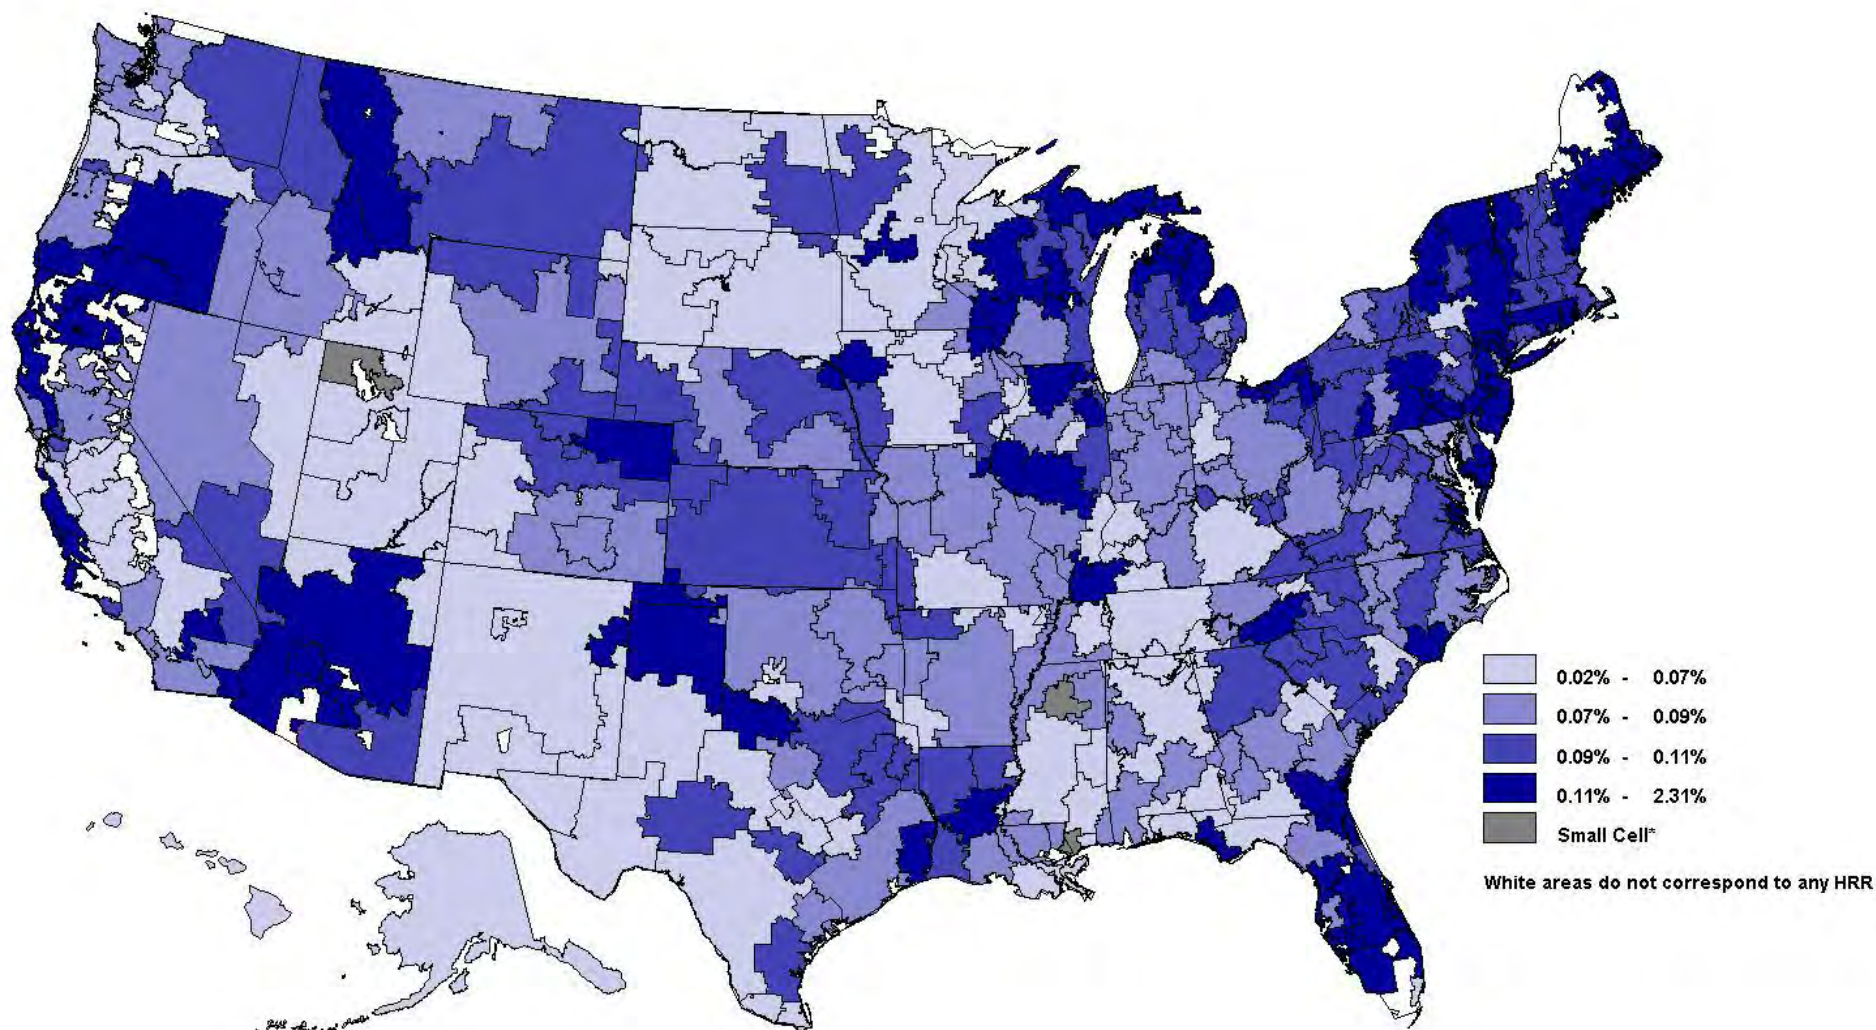 0.02% - 0.07%
0.07% - 0.09%
0.09% - 0.11%
0.11% - 2.31%
Small Cell*
White areas do not correspond to any HRR